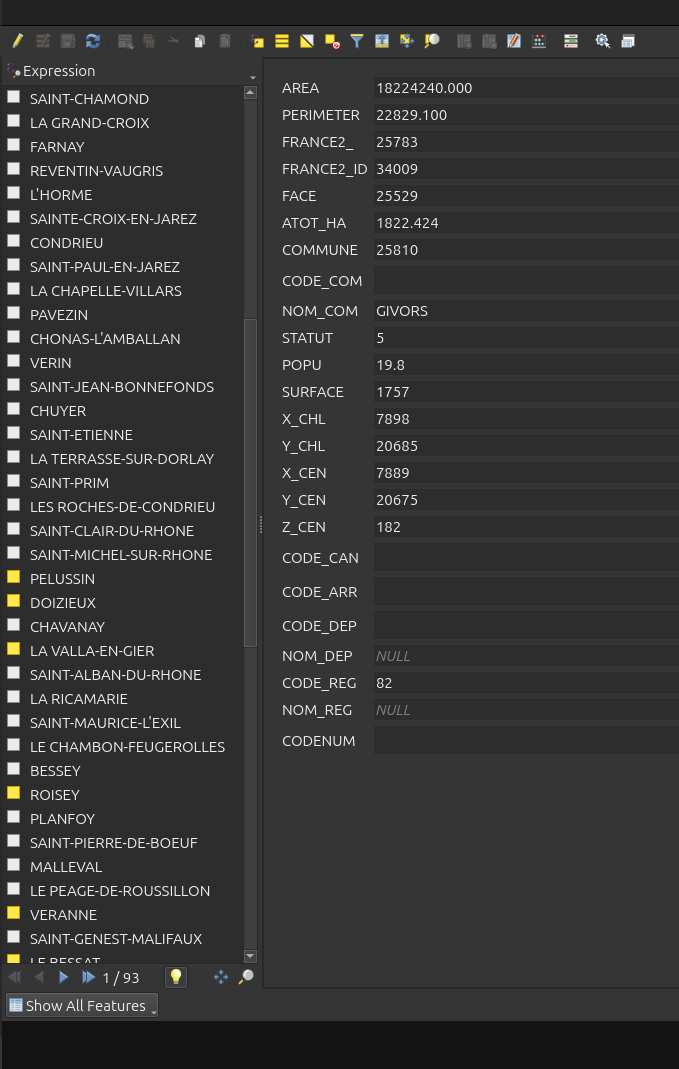 Expression
SAINT-CHAMOND
LA GRAND-CROIX
FARNAY
REVENTIN-VAUGRIS
L'HORME
SAINTE-CROIX-EN-JAREZ
CONDRIEU
SAINT-PAUL-EN-JAREZ
LA CHAPELLE-VILLARS
PAVEZIN
CHONAS-L'AMBALLAN
VERIN
SAINT-JEAN-BONNEFONDS
CHUYER
SAINT-ETIENNE
LA TERRASSE-SUR-DORLAY
SAINT-PRIM
LES ROCHES-DE-CONDRIEU
SAINT-CLAIR-DU-RHONE
SAINT-MICHEL-SUR-RHONE
PELUSSIN
DOIZIEUX
CHAVANAY
LA VALLA-EN-GIER
SAINT-ALBAN-DU-RHONE
LA RICAMARIE
SAINT-MAURICE-L'EXIL
LE CHAMBON-FEUGEROLLES
BESSEY
ROISEY
PLANFOY
SAINT-PIERRE-DE-BOEUF
MALLEVAL
LE PEAGE-DE-ROUSSILLON
VERANNE
SAINT-GENEST-MALIFAUX
LE BESSAT
1 / 93
Show All Features
AREA 18224240.000
PERIMETER 22829.100
FRANCE2_ 25783
FRANCE2_ID 34009
FACE 25529
ATOT_HA 1822.424
COMMUNE 25810
CODE_COM
NOM_COM GIVORS
STATUT 5
POPU 19.8
SURFACE 1757
X_CHL 7898
Y_CHL 20685
X_CEN 7889
Y_CEN 20675
Z_CEN 182
CODE_CAN
CODE_ARR
CODE_DEP
NOM_DEP NULL
CODE_REG 82
NOM_REG NULL
CODENUM